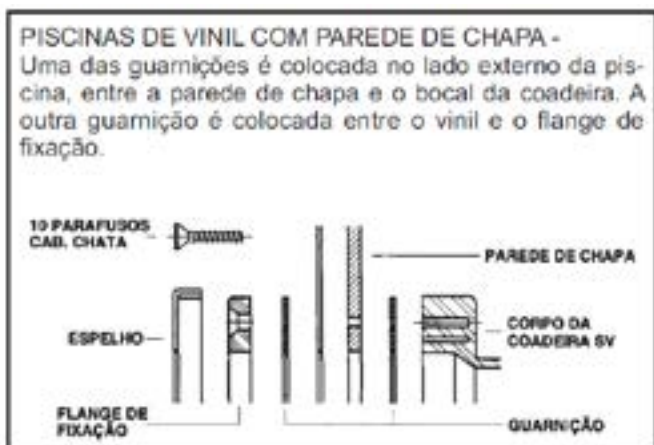 PISCINAS DE VINIL COM PAREDE DE CHAPA -
Uma das guarnições é colocada no lado externo da pis-
cina, entre a parede de chapa e o bocal da coadeira. A
outra guarnição é colocada entre o vinil e o flange de
fixação.
10 PARAFUSOS
CAB. CHATA
PAREDE DE CHAPA
ESPELHO
CORPO DA
COADEIRA SV
FLANGE DE
FIXAÇÃO
GUARNIÇÃO